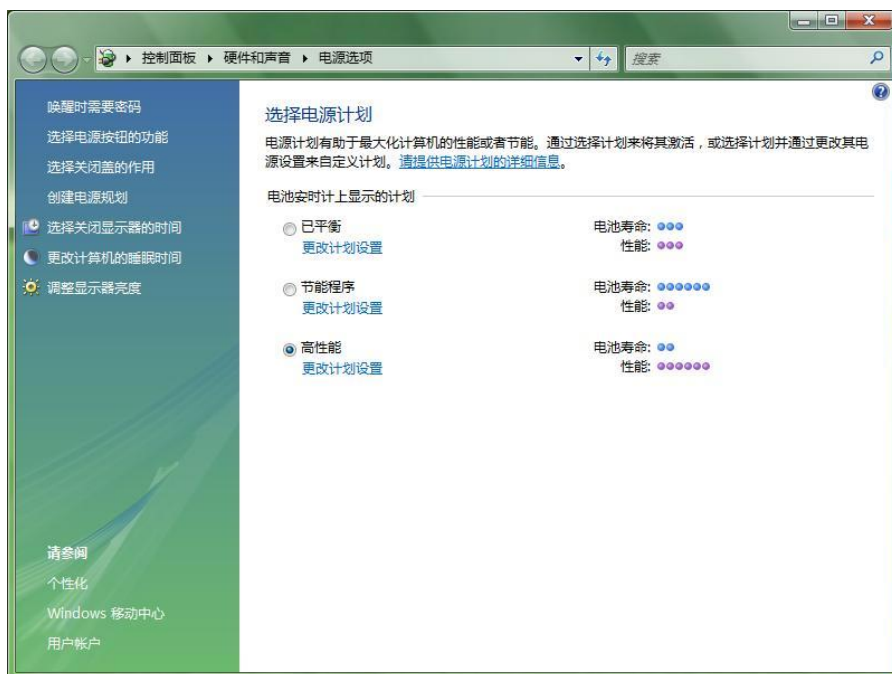 控制面板 ▸ 硬件和声音 ▸ 电源选项
搜索
唤醒时需要密码
选择电源按钮的功能
选择关闭盖的作用
创建电源规划
选择关闭显示器的时间
更改计算机的睡眠时间
调整显示器亮度
请参阅
个性化
Windows 移动中心
用户帐户
选择电源计划
电源计划有助于最大化计算机的性能或者节能。通过选择计划来将其激活，或选择计划并通过更改其电
源设置来自定义计划。请提供电源计划的详细信息。
电池安时计上显示的计划
已平衡 电池寿命:
更改计划设置 性能:
节能程序 电池寿命:
更改计划设置 性能:
高性能 电池寿命:
更改计划设置 性能: